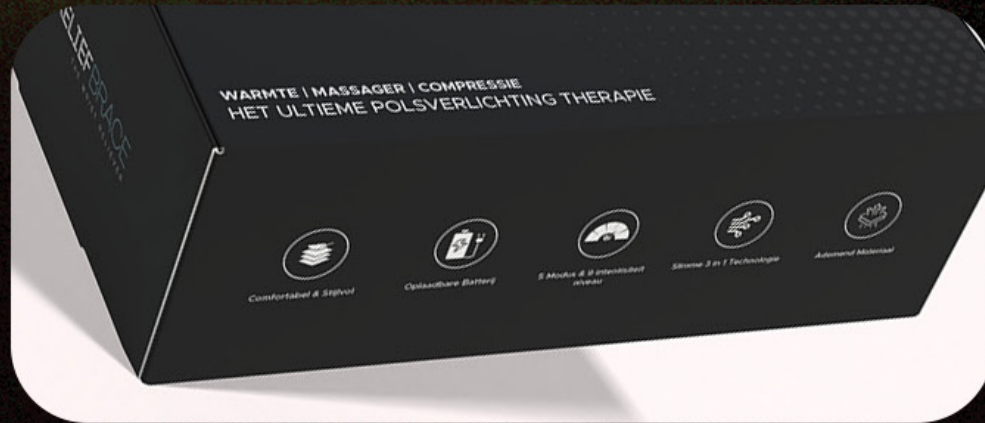 ELIEFBRACE
WARMTE | MASSAGER | COMPRESSIE
HET ULTIEME POLSVERLICHTING THERAPIE
Comfortabel & Stijlvol
Oplaadbare Batterij
5 Modus & 9 intensiteit
niveau
Slimme 3 in 1 Technologie
Ademend Materiaal